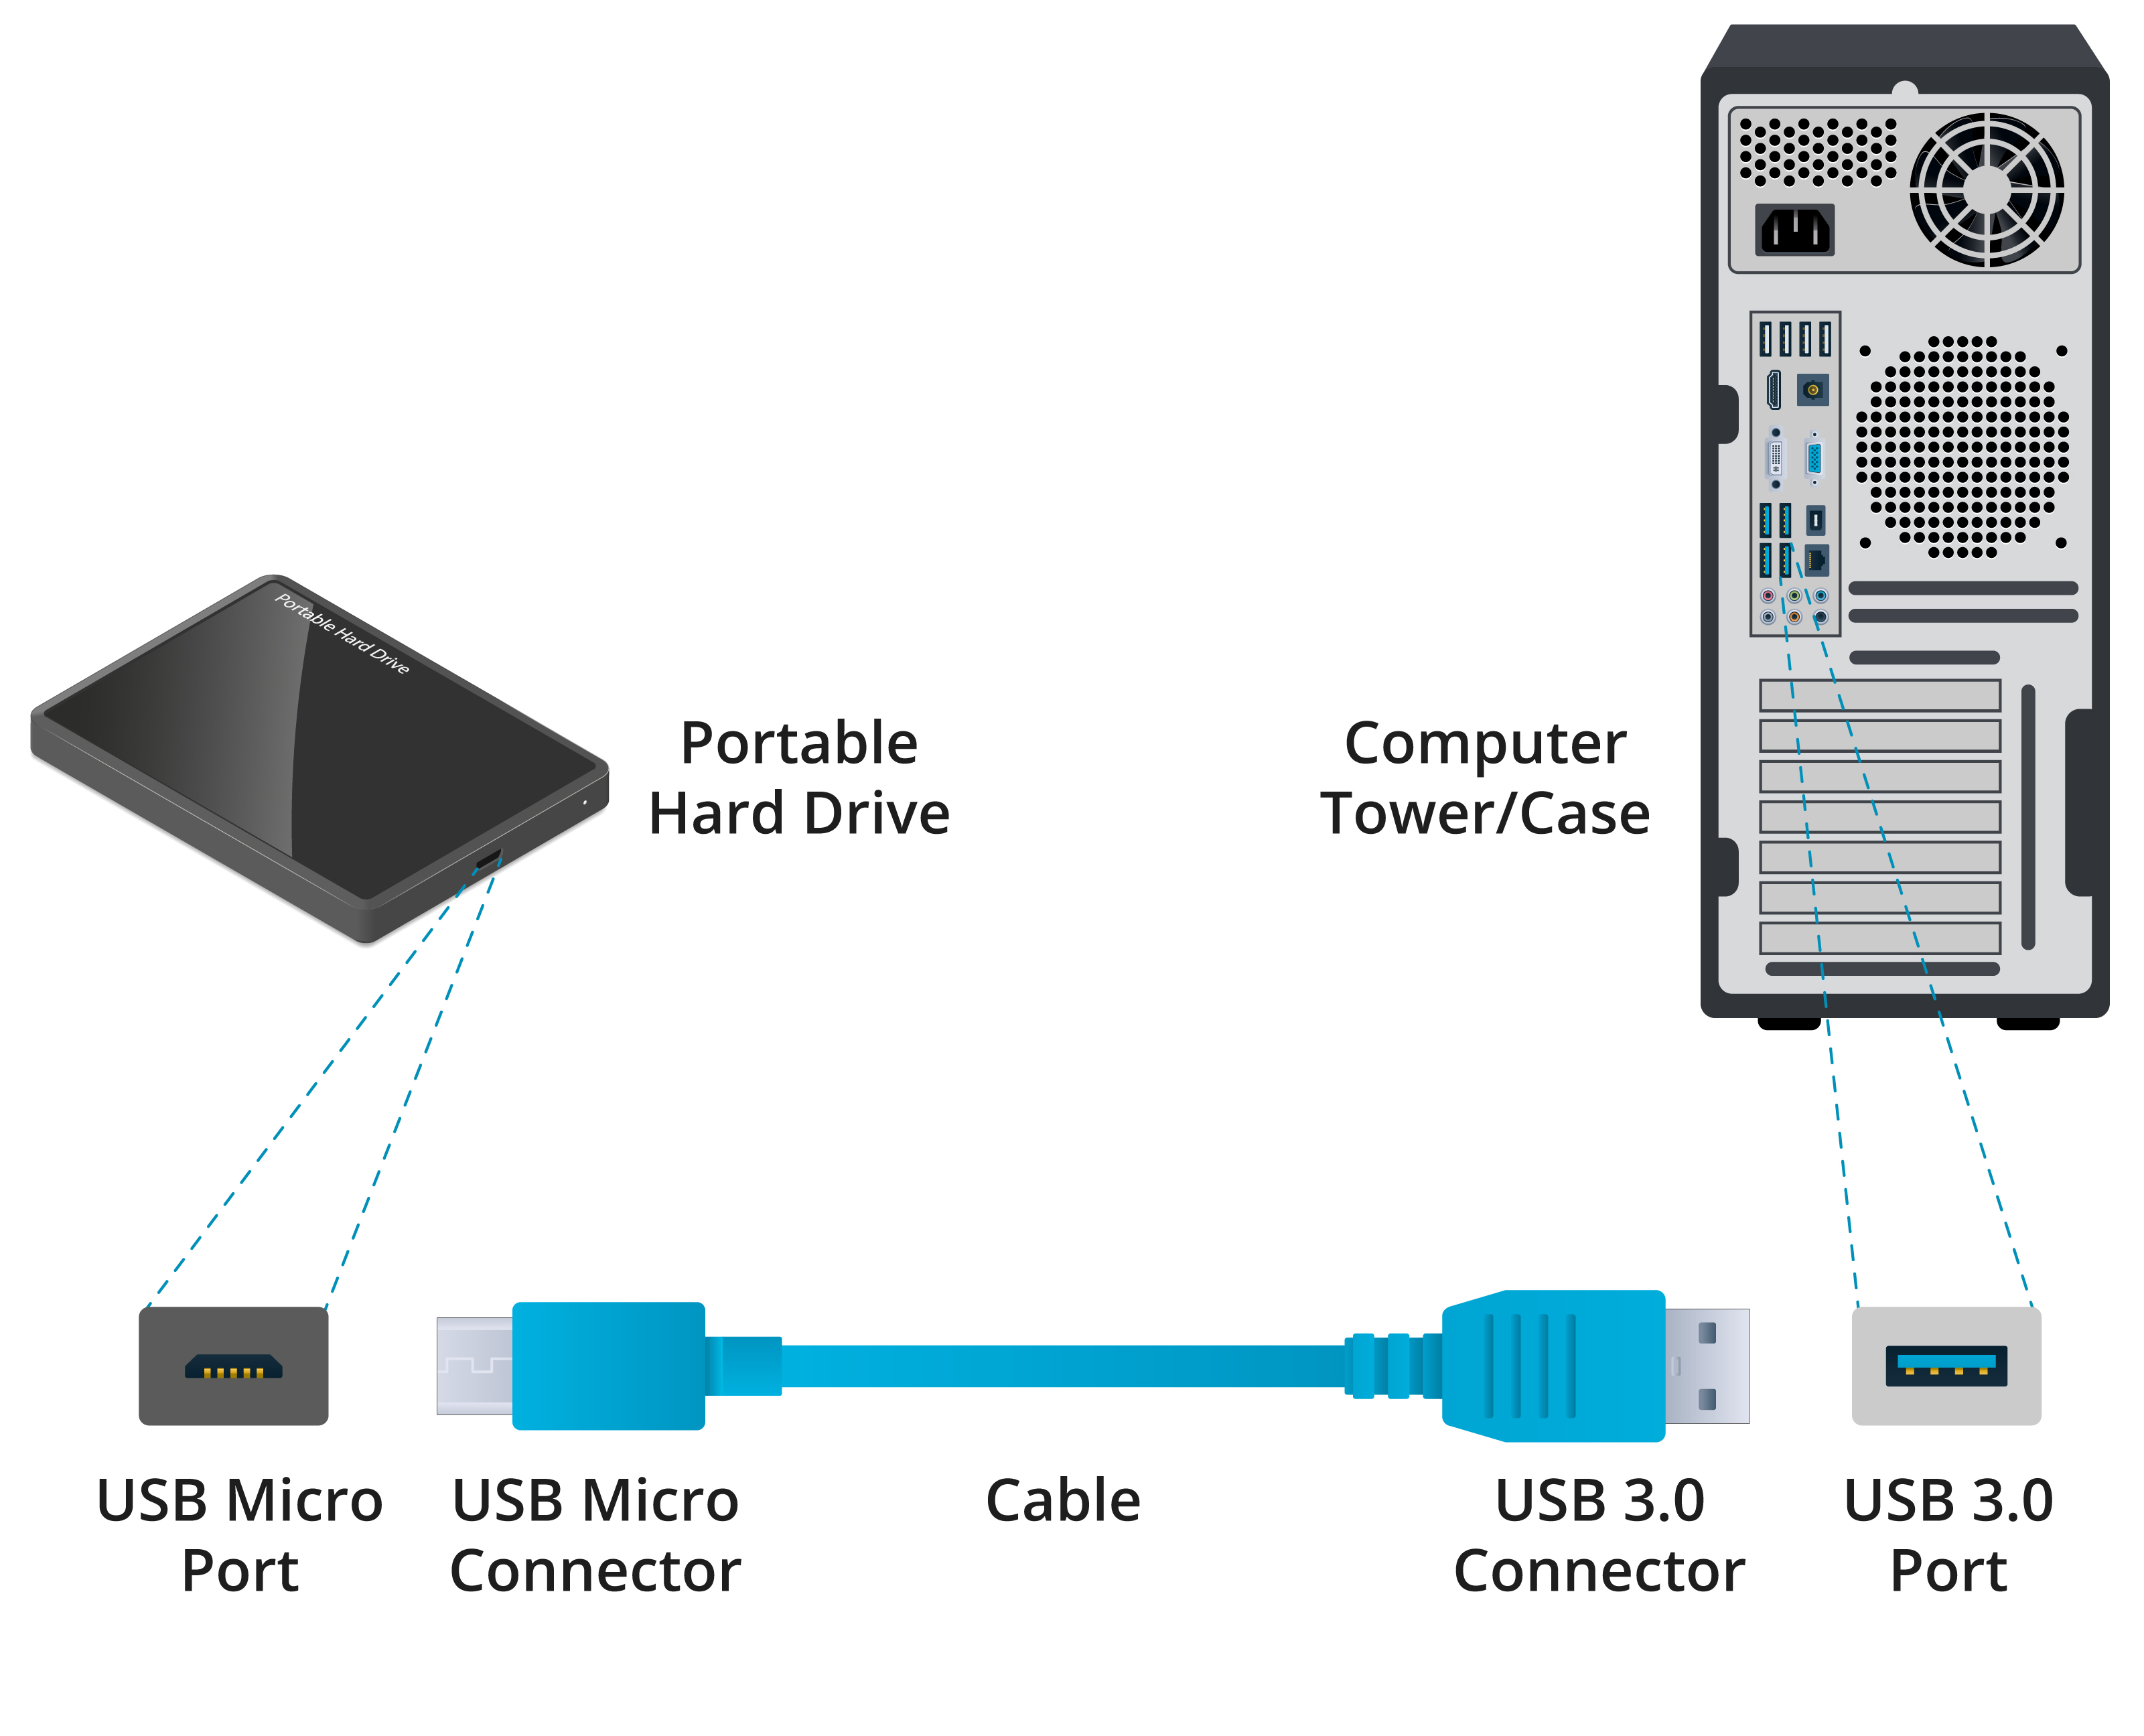 Portable Hard Drive
Portable
Hard Drive
Computer
Tower/Case
USB Micro
Port
USB Micro
Connector
Cable
USB 3.0
Connector
USB 3.0
Port